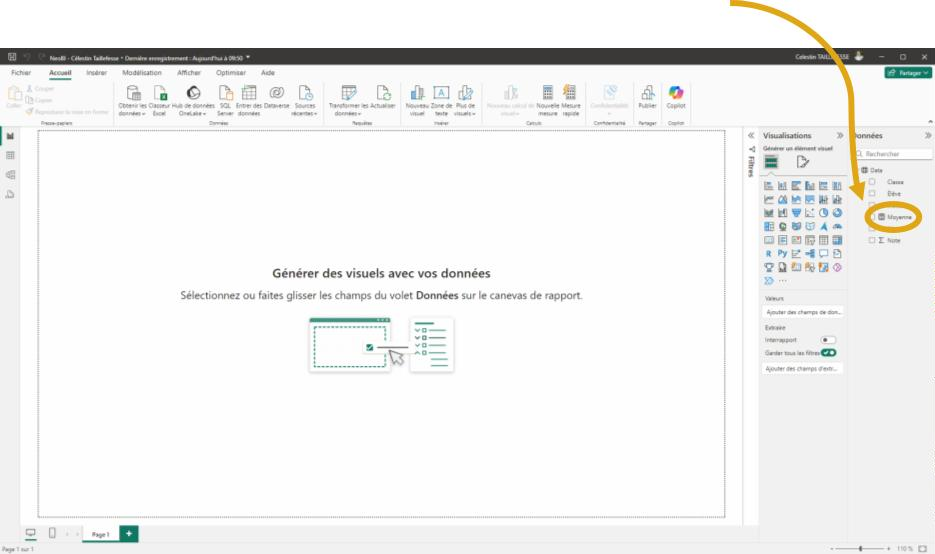 NeoBI - Célestin Taillefesse • Dernière enregistrement : Aujourd'hui à 09:50
Celestin TAILL
SSE
Fichier Accueil Insérer Modélisation Afficher Optimiser Aide
Partager
Coller
Couper
Copier
Reproduire la mise en forme
Presse-papiers
Obtenir les données
Classeur Excel
Hub de données OneLake
SQL Server
Entrer des données
Dataverse
Sources récentes
Données
Transformer les données
Actualiser
Requêtes
Nouveau visuel
Zone de texte
Plus de visuels
Insérer
Nouveau calcul de visuel
Nouvelle mesure
Mesure rapide
Calculs
Confidentialité
Confidentialité
Publier
Partager
Copilot
Copilot
Générer des visuels avec vos données
Sélectionnez ou faites glisser les champs du volet Données sur le canevas de rapport.
Filtres
Visualisations
Générer un élément visuel
R Py
Valeurs
Ajouter des champs de don...
Extraire
Interrapport
Garder tous les filtres
Ajouter des champs d'extr...
Données
Rechercher
Data
Classe
Élève
Moyenne
Σ Note
Page 1
Page 1 sur 1
110 %